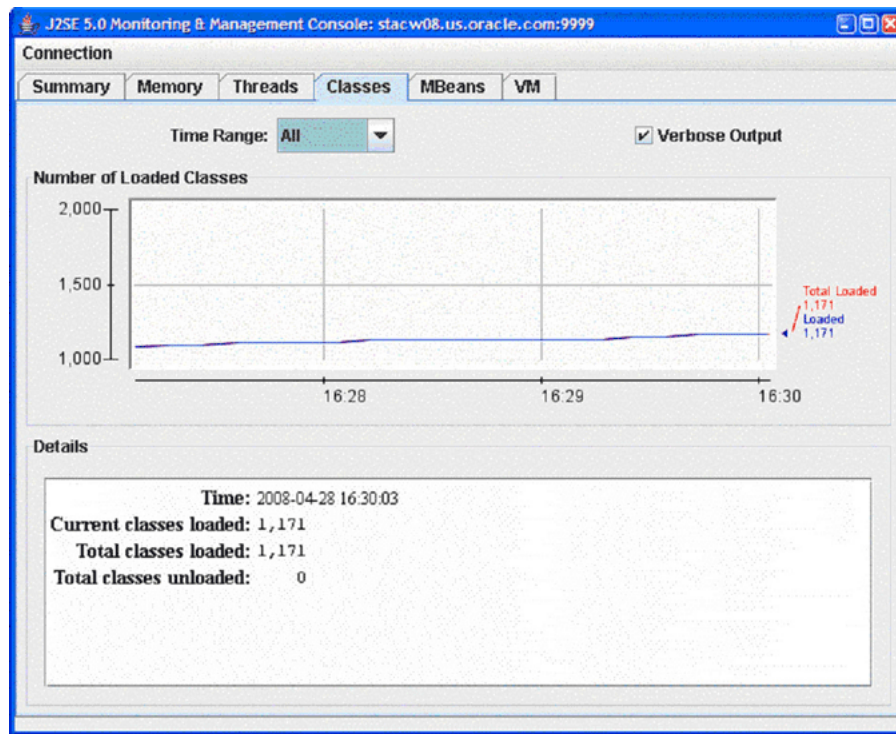 J2SE 5.0 Monitoring & Management Console: stacw08.us.oracle.com:9999
Connection
Summary Memory Threads Classes MBeans VM
Time Range: All Verbose Output
Number of Loaded Classes
2,000
1,500
1,000
Total Loaded
1,171
Loaded
1,171
16:28 16:29 16:30
Details
Time: 2008-04-28 16:30:03
Current classes loaded: 1,171
Total classes loaded: 1,171
Total classes unloaded: 0